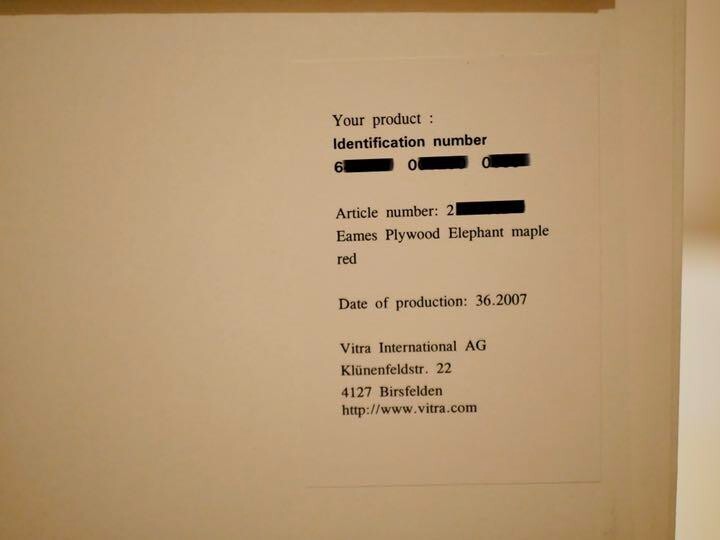 Your product :
Identification number
6 0 0
Article number: 2
Eames Plywood Elephant maple
red
Date of production: 36.2007
Vitra International AG
Klünenfeldstr. 22
4127 Birsfelden
http://www.vitra.com